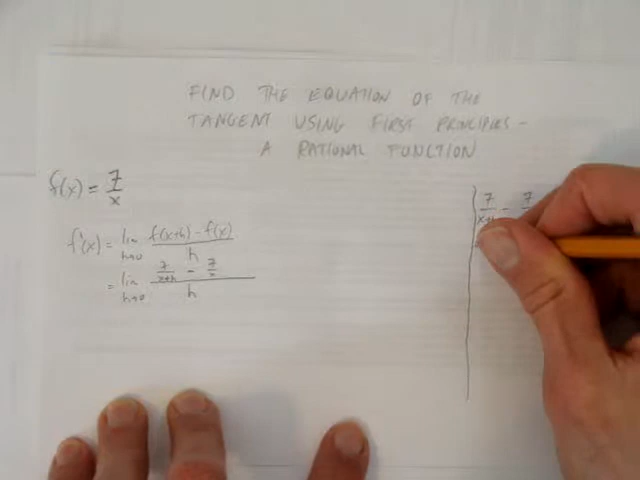 FIND THE EQUATION OF THE
TANGENT USING FIRST PRINCIPLES -
A RATIONAL FUNCTION
f(x) = 7/x
f'(x) = lim h→0 (f(x+h) - f(x))/h
= lim h→0 (7/(x+h) - 7/x)/h
7/(x+h) - 7